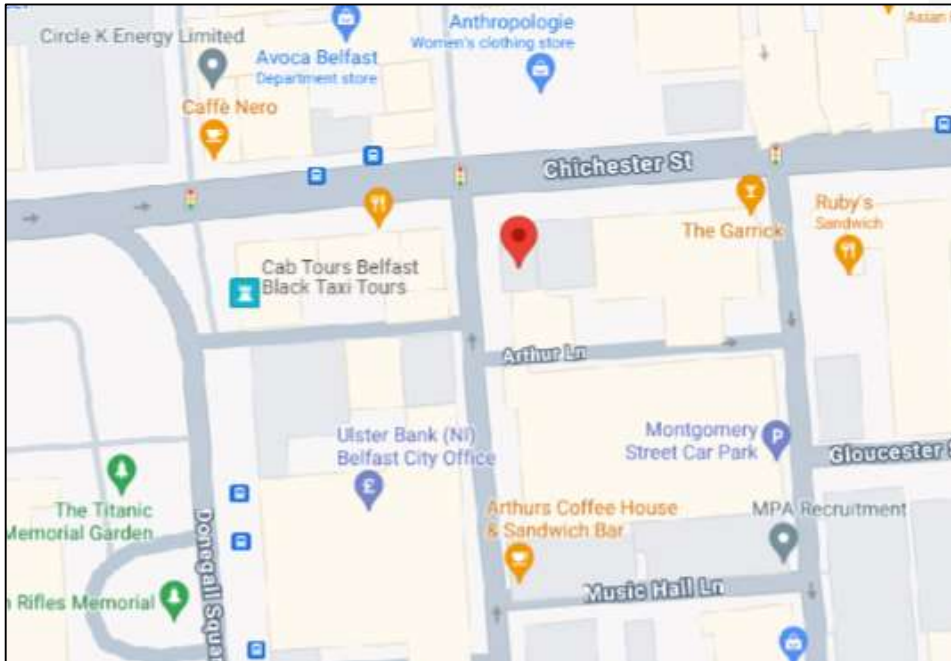 Anthropologie
Women's clothing store
Circle K Energy Limited
Avoca Belfast
Department store
Caffè Nero
Chichester St
Ruby's
Sandwich
The Garrick
Cab Tours Belfast
Black Taxi Tours
Arthur Ln
Ulster Bank (NI)
Belfast City Office
£
Montgomery
Street Car Park
P
Gloucester
The Titanic
Memorial Garden
Arthurs Coffee House
& Sandwich Bar
MPA Recruitment
Donegall Squa
Music Hall Ln
n Rifles Memorial